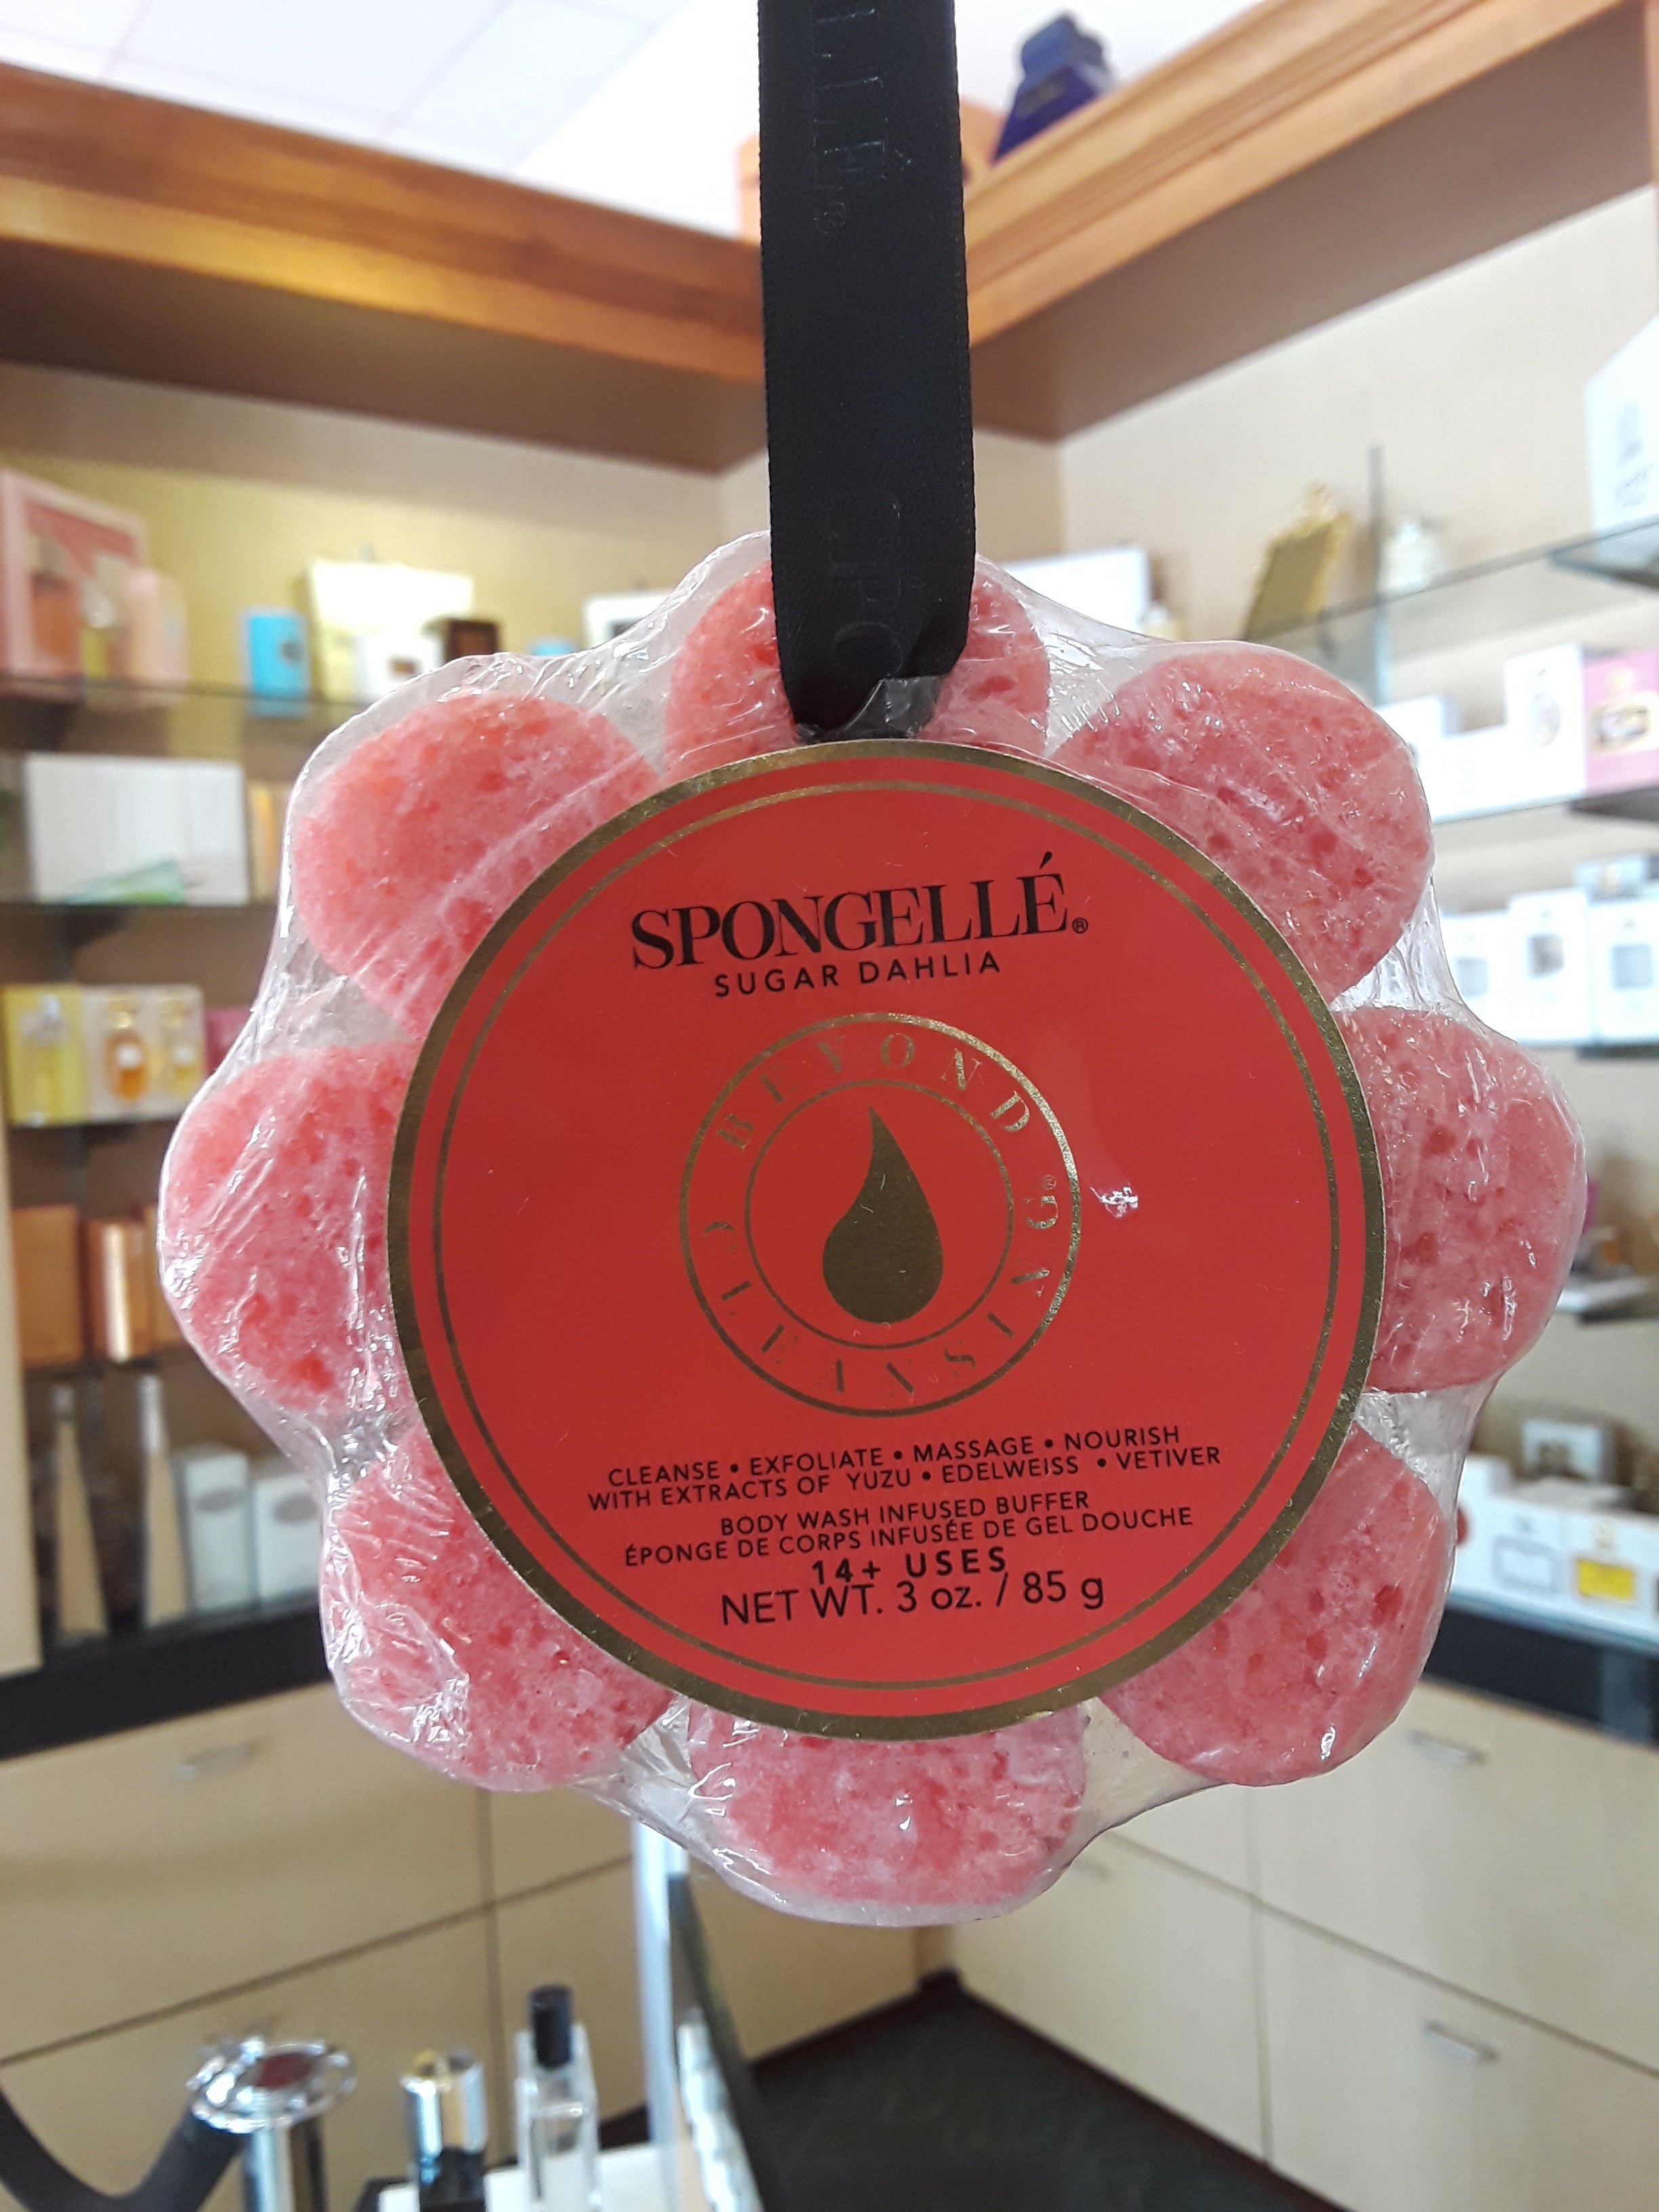 SPONGELLÉ®
SUGAR DAHLIA
BEYOND CLEANSING®
CLEANSE • EXFOLIATE • MASSAGE • NOURISH
WITH EXTRACTS OF YUZU • EDELWEISS • VETIVER
BODY WASH INFUSED BUFFER
ÉPONGE DE CORPS INFUSÉE DE GEL DOUCHE
14+ USES
NET WT. 3 oz. / 85 g